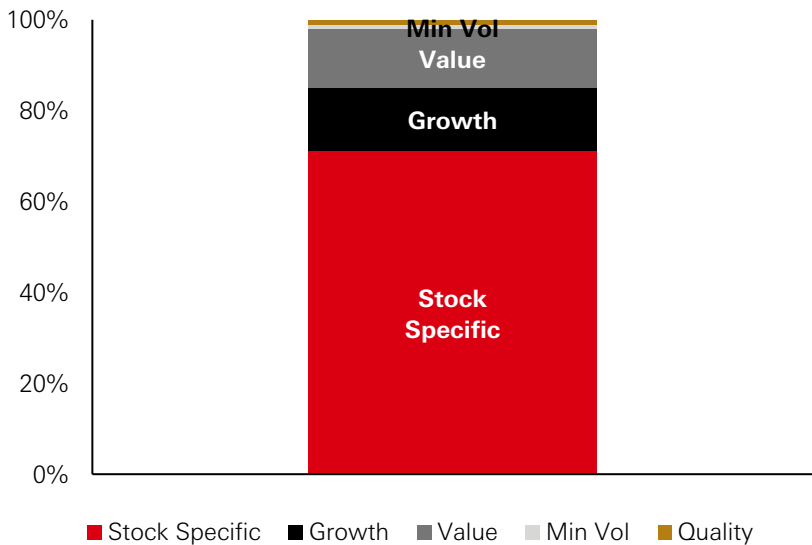 100%
Min Vol
Value
80%
Growth
60%
40%
Stock
Specific
20%
0%
Stock Specific Growth Value Min Vol Quality